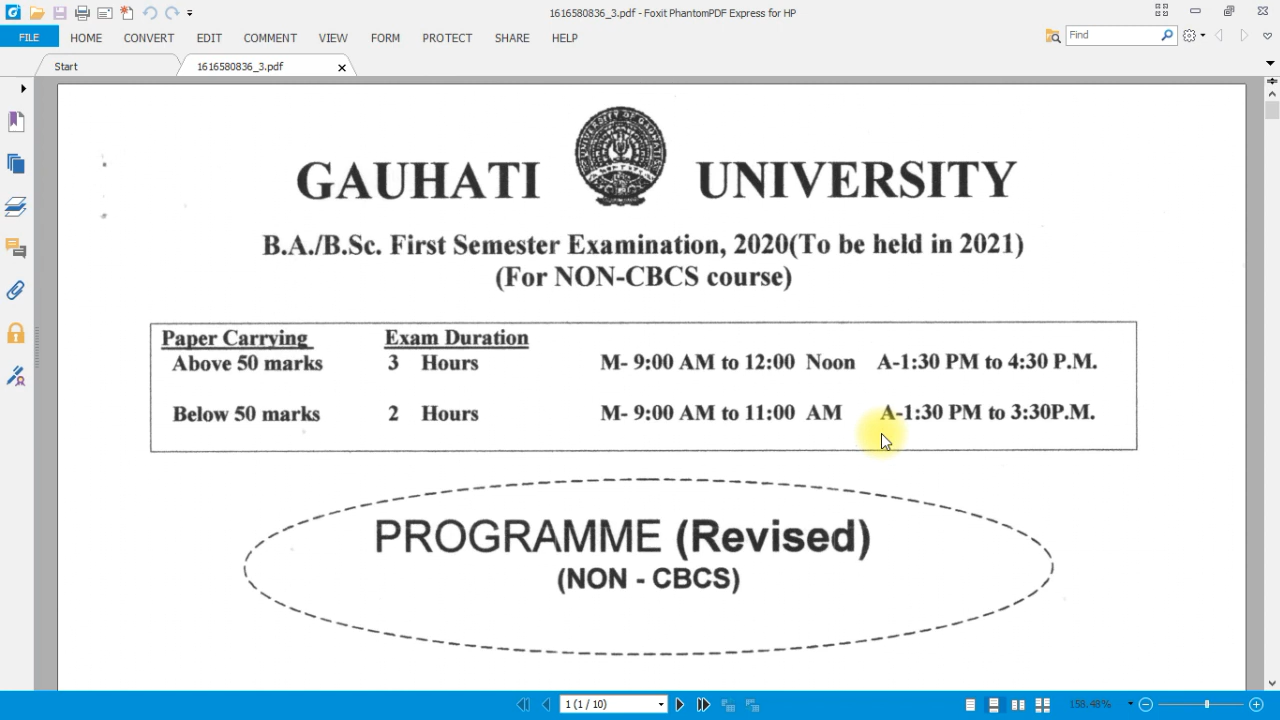 1616580836_3.pdf - Foxit PhantomPDF Express for HP
FILE HOME CONVERT EDIT COMMENT VIEW FORM PROTECT SHARE HELP Find
Start 1616580836_3.pdf
GAUHATI UNIVERSITY
B.A./B.Sc. First Semester Examination, 2020(To be held in 2021)
(For NON-CBCS course)
Paper Carrying Exam Duration
Above 50 marks 3 Hours M- 9:00 AM to 12:00 Noon A-1:30 PM to 4:30 P.M.
Below 50 marks 2 Hours M- 9:00 AM to 11:00 AM A-1:30 PM to 3:30P.M.
PROGRAMME (Revised)
(NON - CBCS)
1 (1 / 10) 158.48%